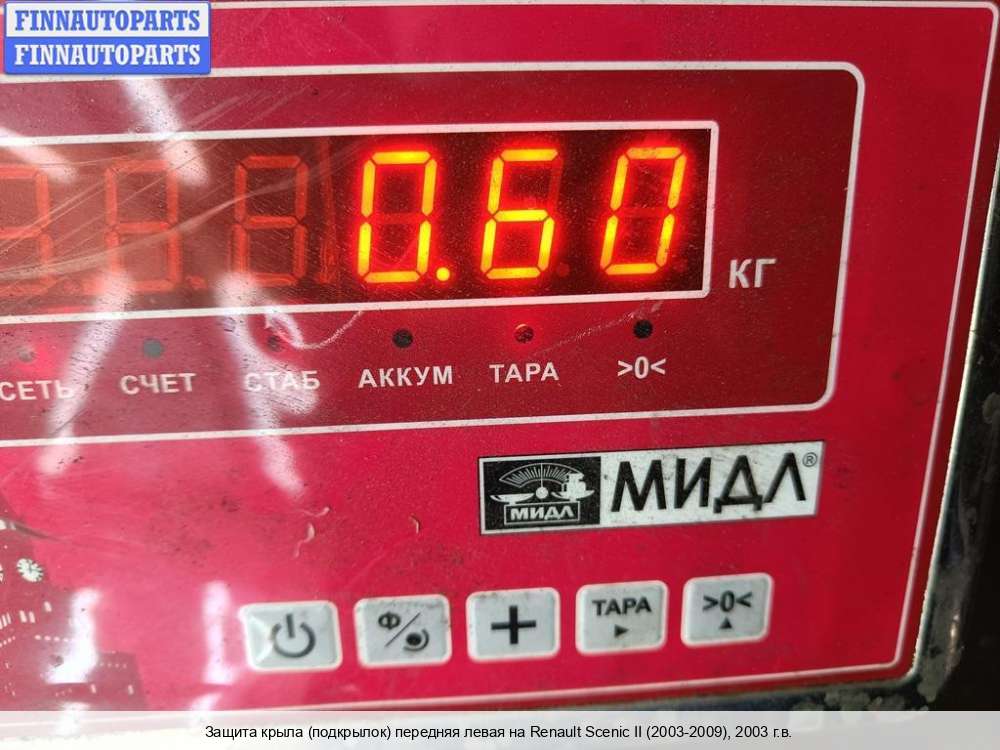 FINNAUTOPARTS
FINNAUTOPARTS
0.60
КГ
СЕТЬ СЧЕТ СТАБ АККУМ ТАРА >0<
МИДЛ МИДЛ®
Ф + ТАРА >0<
Защита крыла (подкрылок) передняя левая на Renault Scenic II (2003-2009), 2003 г.в.